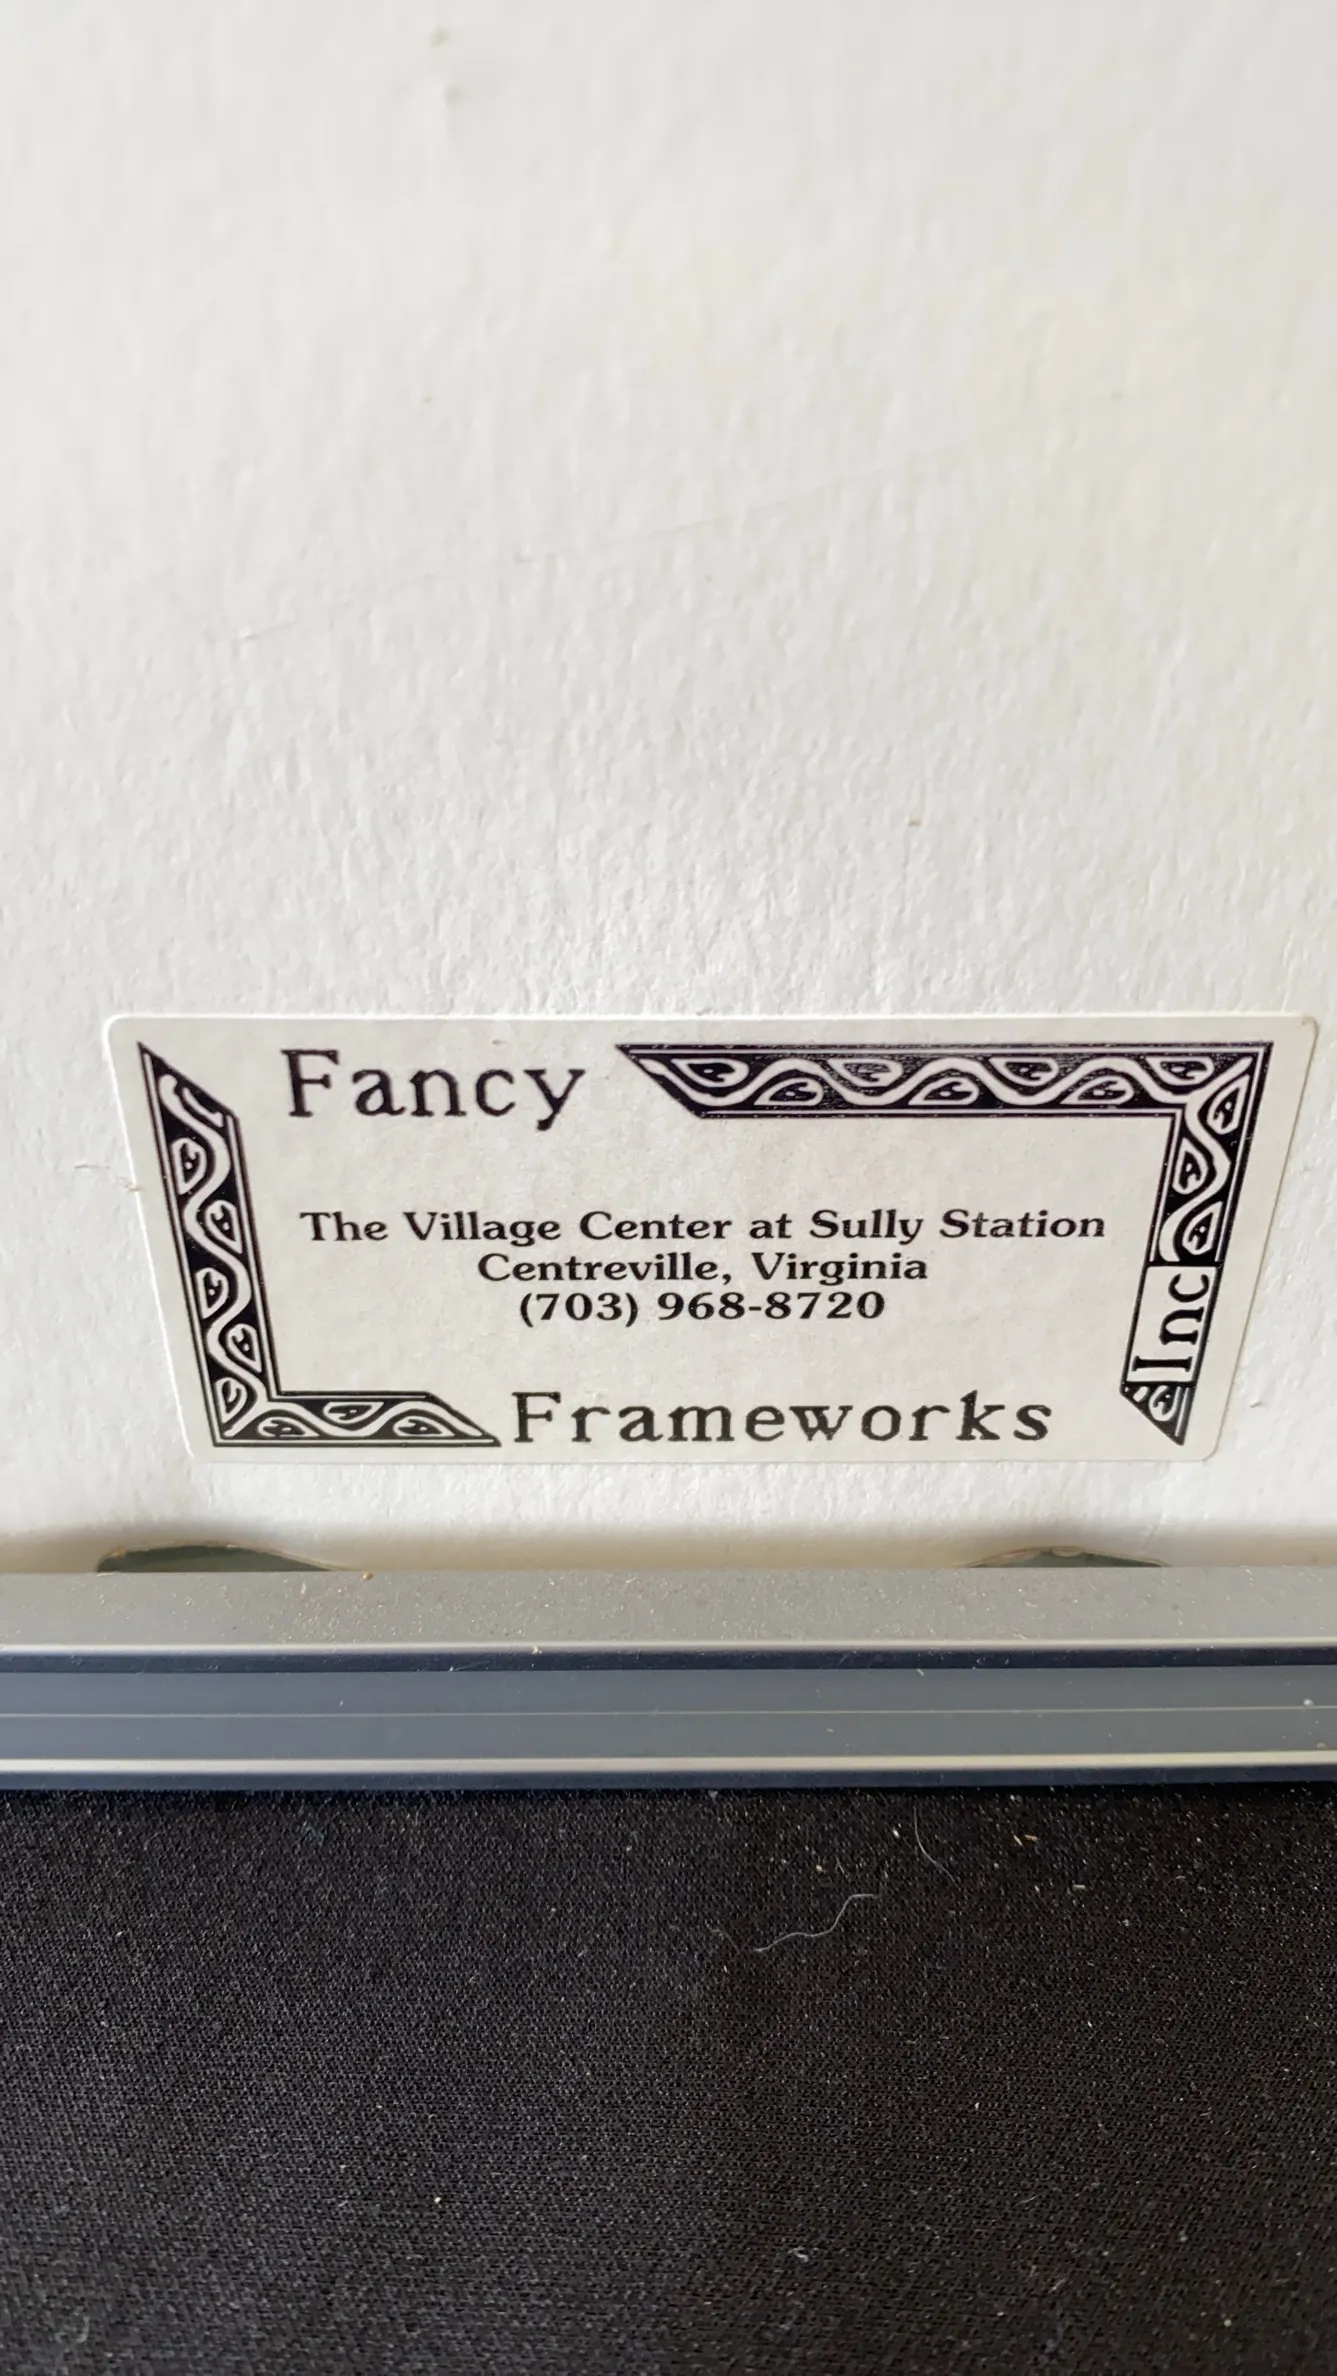 Fancy
The Village Center at Sully Station
Centreville, Virginia
(703) 968-8720
Frameworks
Inc